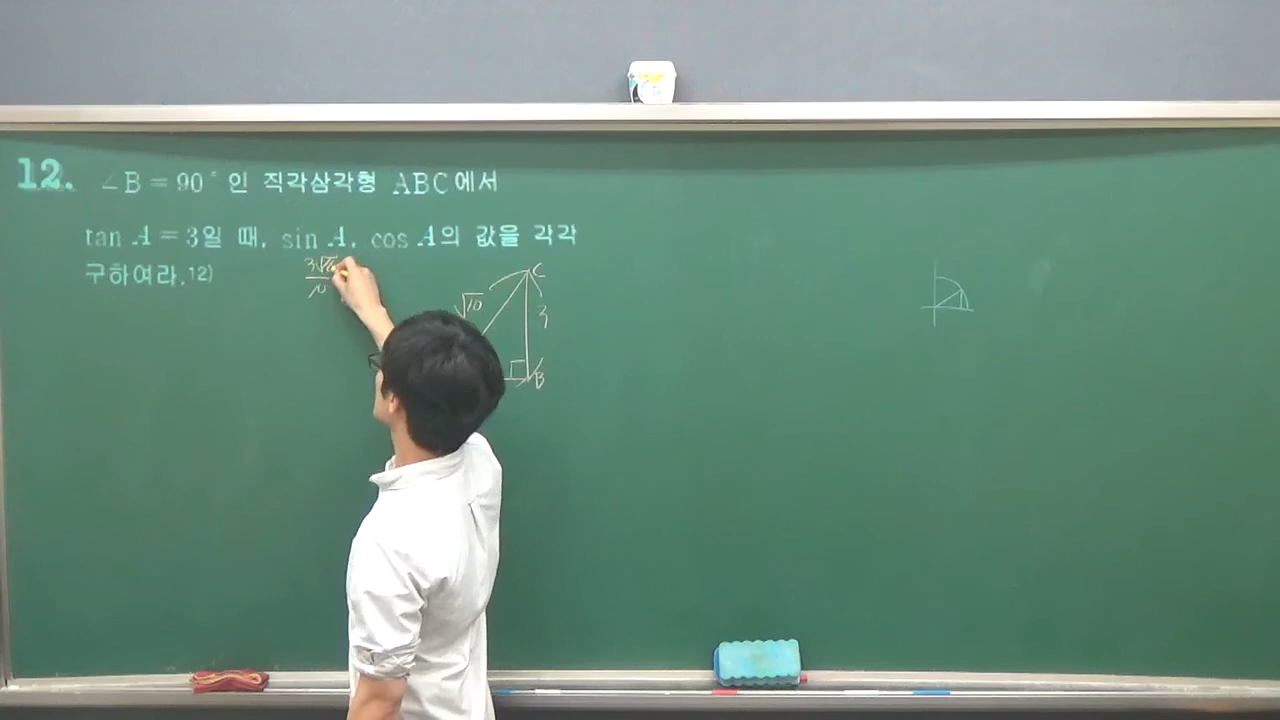 12. ∠B = 90° 인 직각삼각형 ABC에서
tan A = 3일 때, sin A, cos A의 값을 각각
구하여라.12)
3√10
10
C
√10
3
B